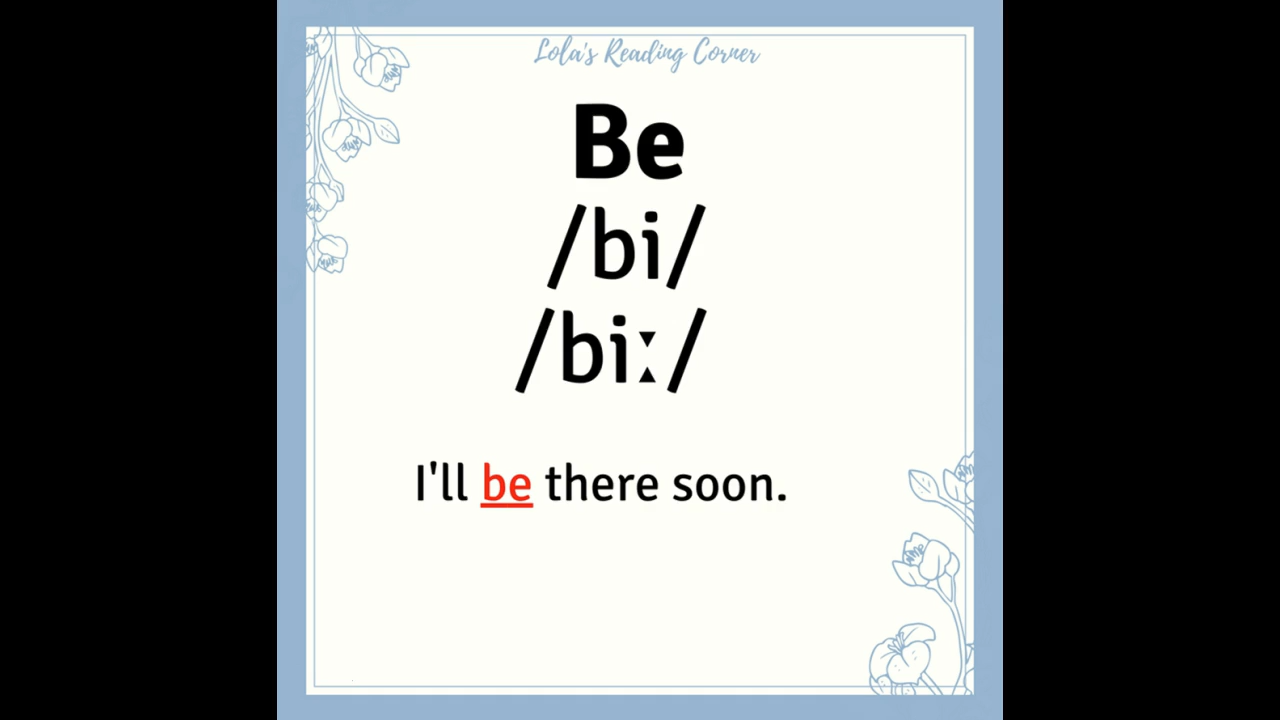 Lola's Reading Corner
Be
/bi/
/biː/
I'll be there soon.